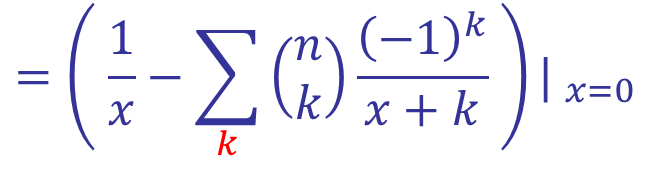 = ( 1/x − ∑_k (n k) (−1)^k / (x + k) ) | x=0